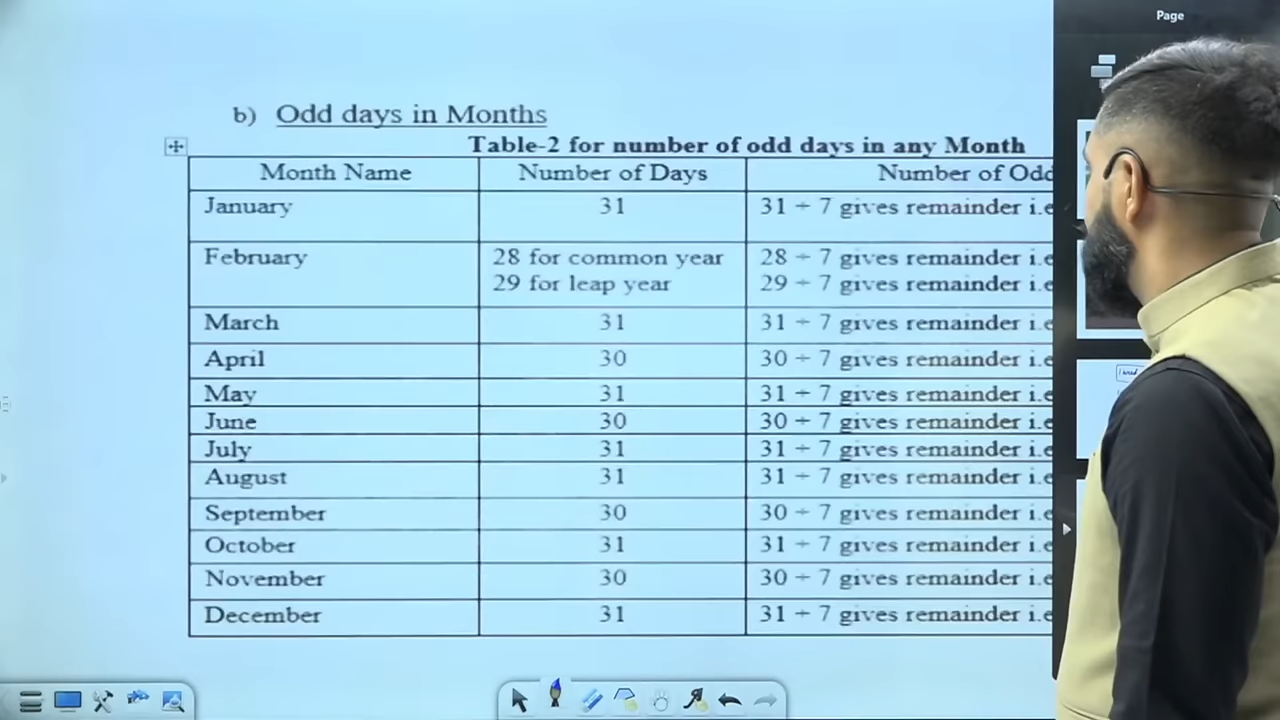 Page
b) Odd days in Months
Table-2 for number of odd days in any Month
Month Name Number of Days Number of Odd
January 31 31 ÷ 7 gives remainder i.e
February 28 for common year 28 ÷ 7 gives remainder i.e
29 for leap year 29 ÷ 7 gives remainder i.e
March 31 31 ÷ 7 gives remainder i.e
April 30 30 ÷ 7 gives remainder i.e
May 31 31 ÷ 7 gives remainder i.e
June 30 30 ÷ 7 gives remainder i.e
July 31 31 ÷ 7 gives remainder i.e
August 31 31 ÷ 7 gives remainder i.e
September 30 30 ÷ 7 gives remainder i.e
October 31 31 ÷ 7 gives remainder i.e
November 30 30 ÷ 7 gives remainder i.e
December 31 31 ÷ 7 gives remainder i.e